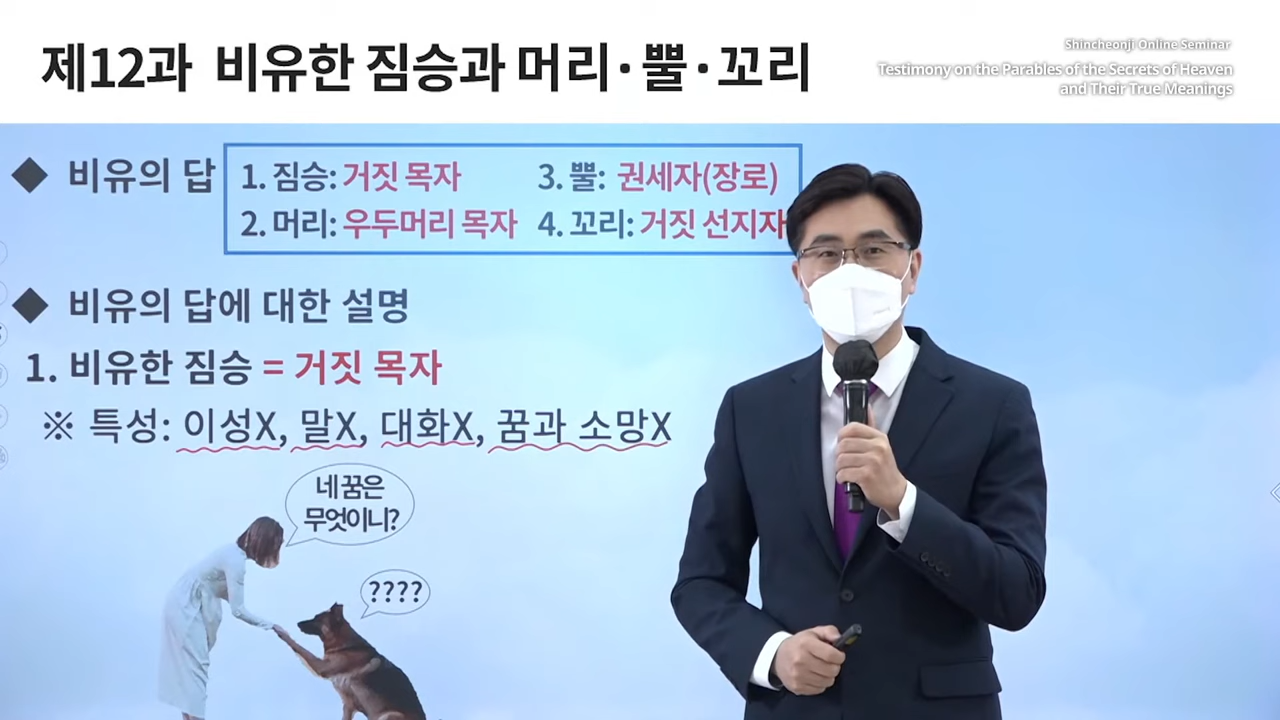 제12과 비유한 짐승과 머리·뿔·꼬리
Shincheonji Online Seminar
Testimony on the Parables of the Secrets of Heaven
and Their True Meanings
◆ 비유의 답
1. 짐승: 거짓 목자 3. 뿔: 권세자(장로)
2. 머리: 우두머리 목자 4. 꼬리: 거짓 선지자
◆ 비유의 답에 대한 설명
1. 비유한 짐승 = 거짓 목자
※ 특성: 이성X, 말X, 대화X, 꿈과 소망X
네 꿈은
무엇이니?
????